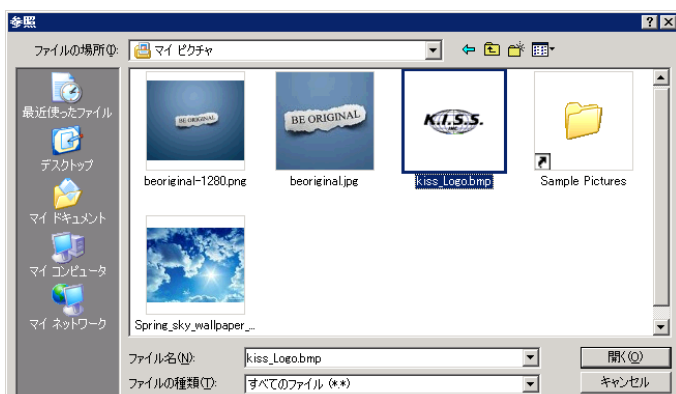 参照
ファイルの場所(I):
マイ ピクチャ
最近使ったファイル
デスクトップ
マイ ドキュメント
マイ コンピュータ
マイ ネットワーク
BE ORIGINAL
BE ORIGINAL
K.I.S.S.
INC
beoriginal-1280.png
beoriginal.jpg
kiss_Logo.bmp
Sample Pictures
Spring_sky_wallpaper_...
ファイル名(N):
kiss_Logo.bmp
開く(O)
ファイルの種類(T):
すべてのファイル (*.*)
キャンセル